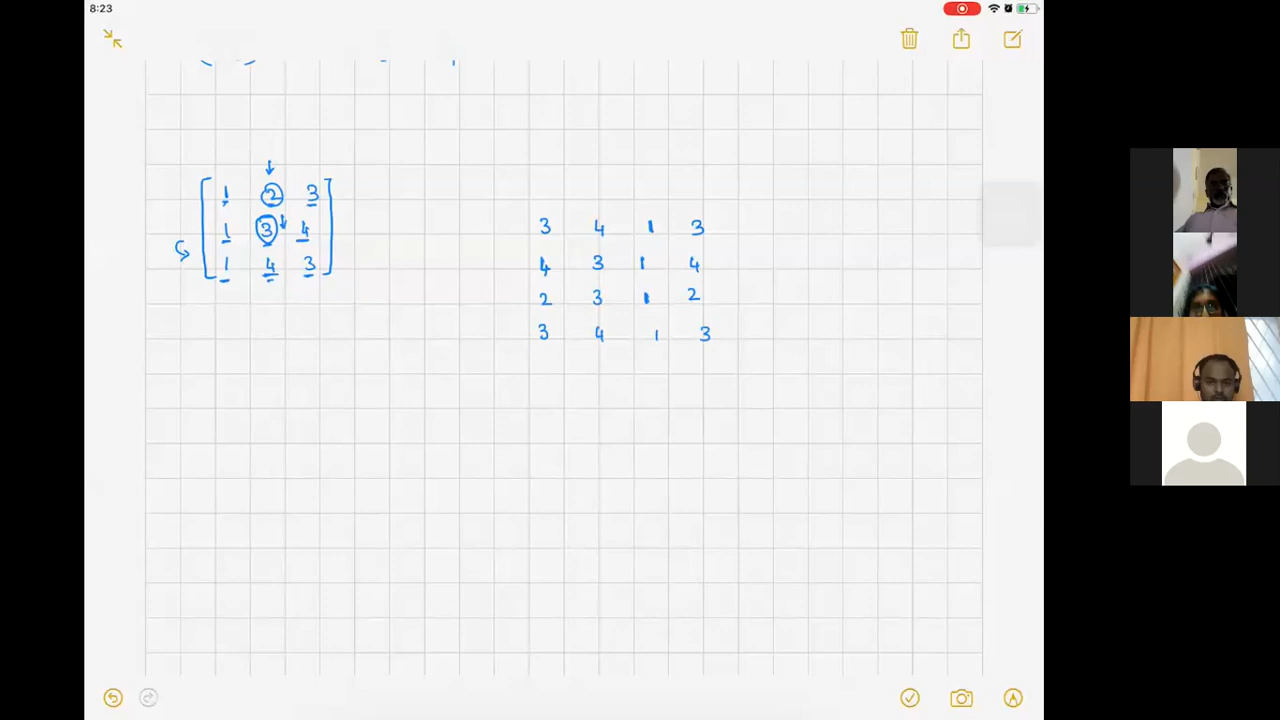 8:23
1 2 3
1 3 4
1 4 3
3 4 1 3
4 3 1 4
2 3 1 2
3 4 1 3